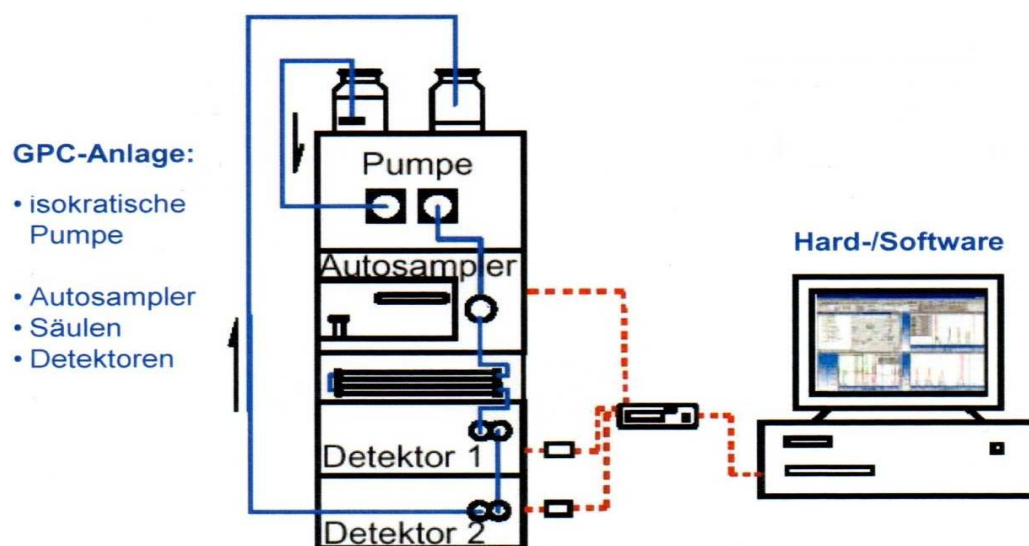 GPC-Anlage:
• isokratische
Pumpe
• Autosampler
• Säulen
• Detektoren
Pumpe
Autosampler
Detektor 1
Detektor 2
Hard-/Software